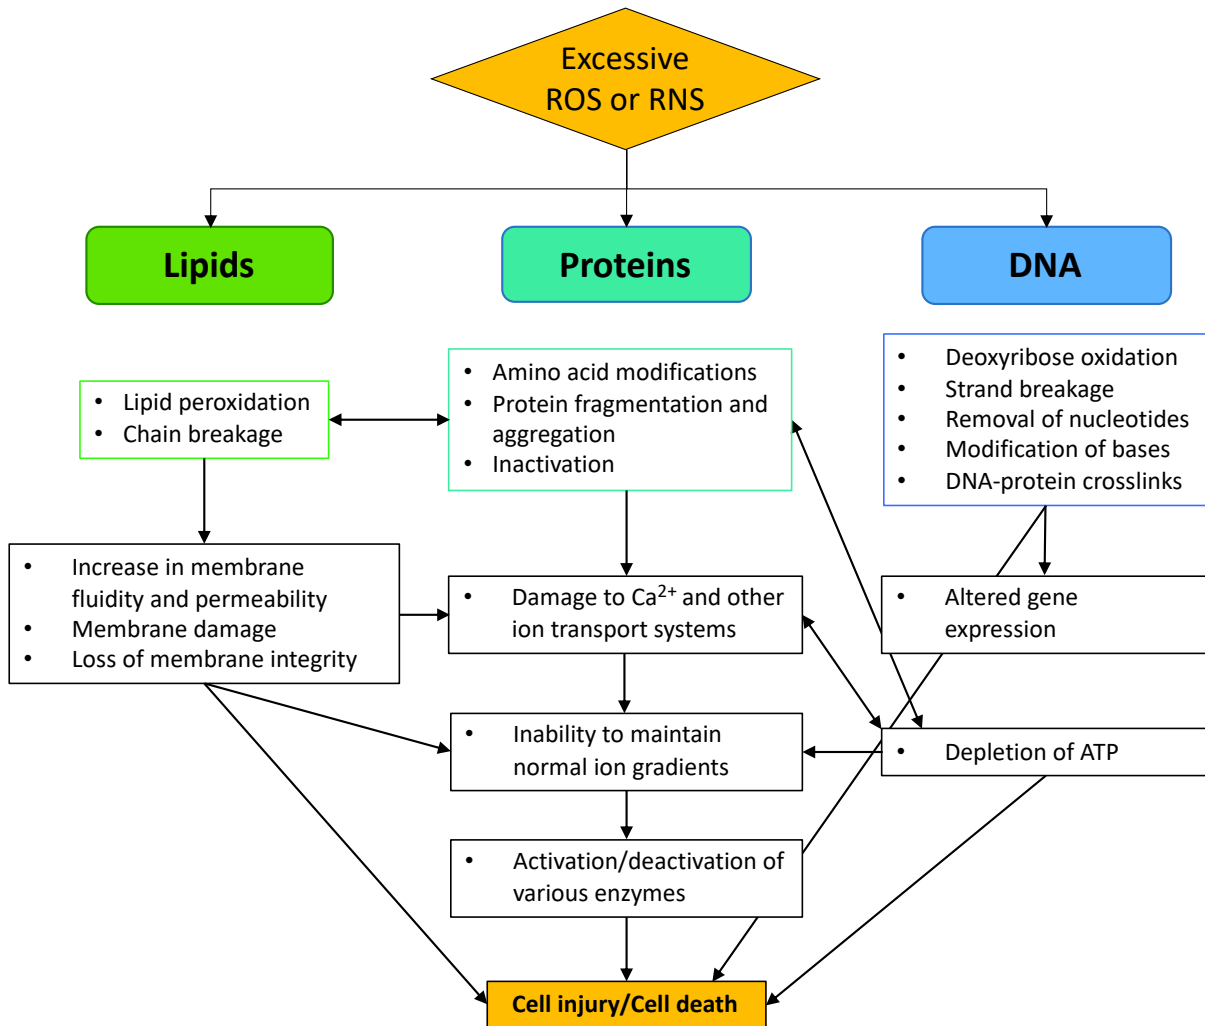 Excessive
ROS or RNS
Lipids
Proteins
DNA
• Lipid peroxidation
• Chain breakage
• Amino acid modifications
• Protein fragmentation and
aggregation
• Inactivation
• Deoxyribose oxidation
• Strand breakage
• Removal of nucleotides
• Modification of bases
• DNA-protein crosslinks
• Increase in membrane
fluidity and permeability
• Membrane damage
• Loss of membrane integrity
• Damage to Ca²⁺ and other
ion transport systems
• Altered gene
expression
• Inability to maintain
normal ion gradients
• Depletion of ATP
• Activation/deactivation of
various enzymes
Cell injury/Cell death